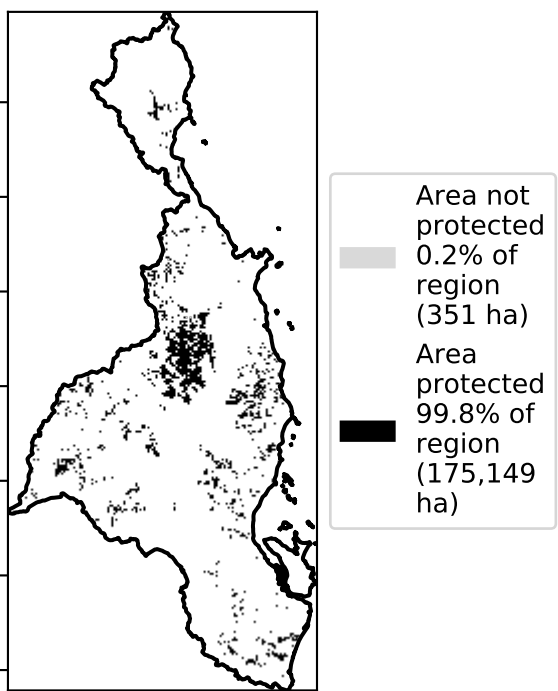 Area not
protected
0.2% of
region
(351 ha)
Area
protected
99.8% of
region
(175,149
ha)